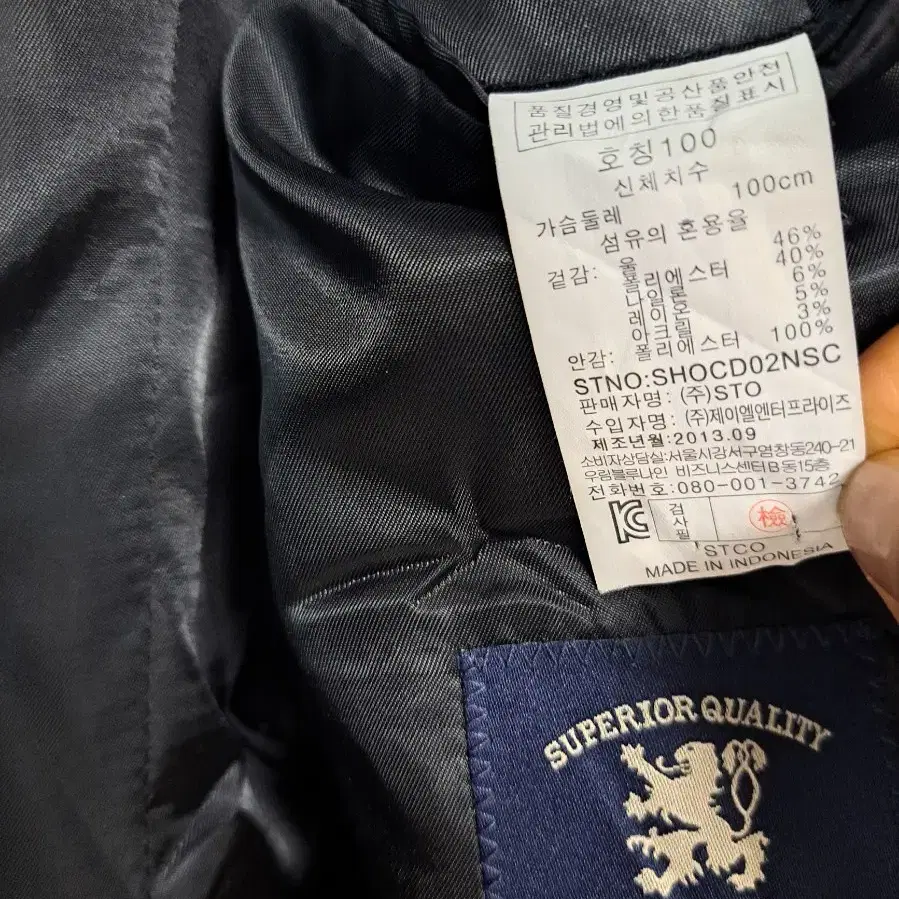 품질경영및공산품안전
관리법에의한품질표시
호칭100
신체치수
가슴둘레 100cm
섬유의 혼용율
겉감: 울 46%
폴리에스터 40%
나일론 6%
레이온 5%
아크릴 3%
안감: 폴리에스터 100%
STNO:SHOCD02NSC
판매자명: (주)STO
수입자명: (주)제이엘엔터프라이즈
제조년월:2013.09
소비자상담실:서울시강서구염창동240-21
우림블루나인 비즈니스센터B동15층
전화번호:080-001-3742
KC 검사필 檢
STCO
MADE IN INDONESIA
SUPERIOR QUALITY